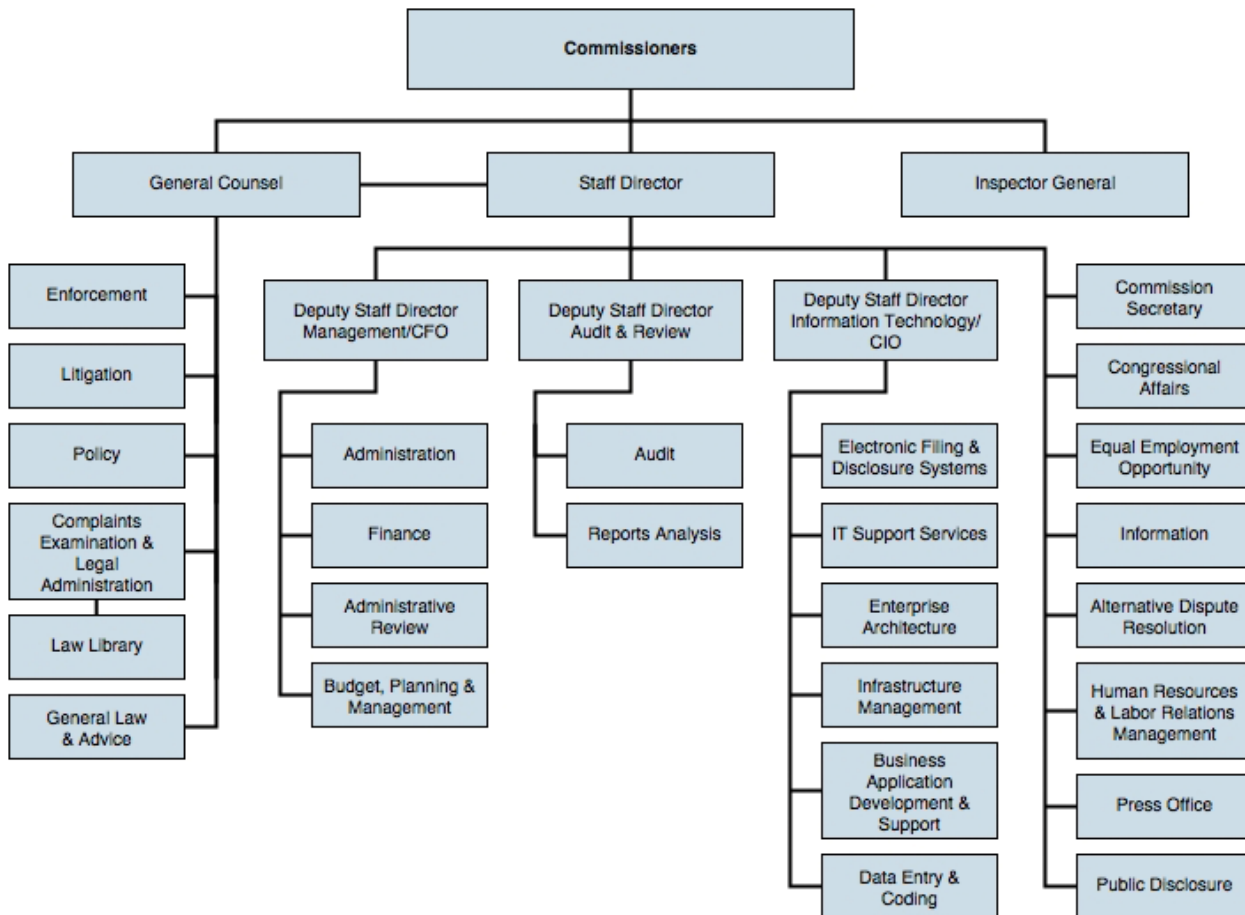 Commissioners
General Counsel
Staff Director
Inspector General
Enforcement
Litigation
Policy
Complaints
Examination &
Legal
Administration
Law Library
General Law
& Advice
Deputy Staff Director
Management/CFO
Administration
Finance
Administrative
Review
Budget, Planning &
Management
Deputy Staff Director
Audit & Review
Audit
Reports Analysis
Deputy Staff Director
Information Technology/
CIO
Electronic Filing &
Disclosure Systems
IT Support Services
Enterprise
Architecture
Infrastructure
Management
Business
Application
Development &
Support
Data Entry &
Coding
Commission
Secretary
Congressional
Affairs
Equal Employment
Opportunity
Information
Alternative Dispute
Resolution
Human Resources
& Labor Relations
Management
Press Office
Public Disclosure